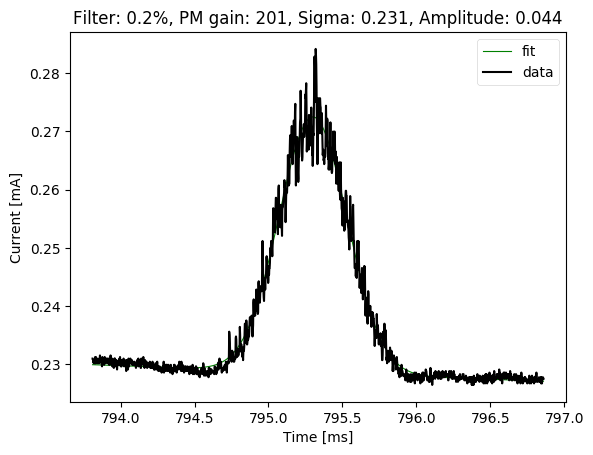 Filter: 0.2%, PM gain: 201, Sigma: 0.231, Amplitude: 0.044
fit
data
0.28
0.27
0.26
0.25
0.24
0.23
Current [mA]
794.0 794.5 795.0 795.5 796.0 796.5 797.0
Time [ms]